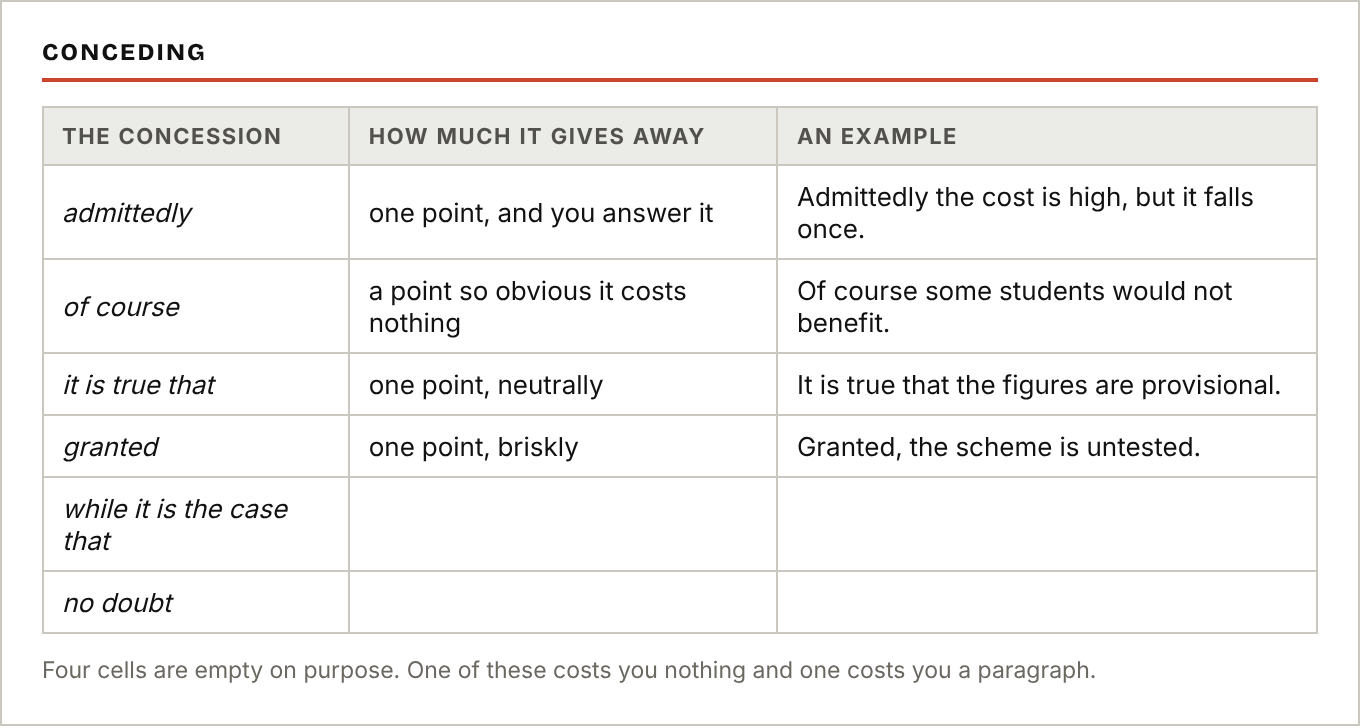 CONCEDING
THE CONCESSION
HOW MUCH IT GIVES AWAY
AN EXAMPLE
admittedly
one point, and you answer it
Admittedly the cost is high, but it falls
once.
of course
a point so obvious it costs
nothing
Of course some students would not
benefit.
it is true that
one point, neutrally
It is true that the figures are provisional.
granted
one point, briskly
Granted, the scheme is untested.
while it is the case
that
no doubt
Four cells are empty on purpose. One of these costs you nothing and one costs you a paragraph.